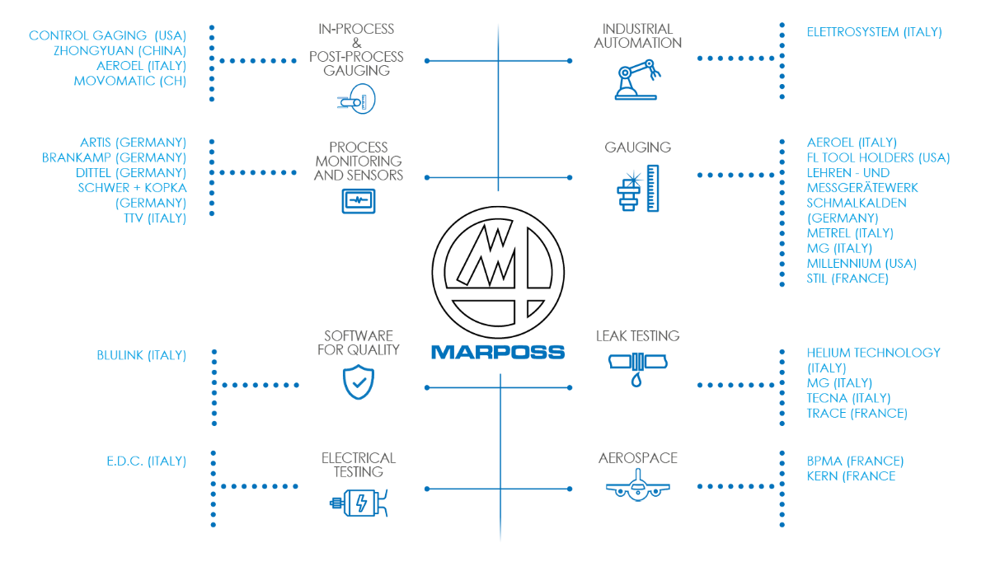 CONTROL GAGING (USA)
ZHONGYUAN (CHINA)
AEROEL (ITALY)
MOVOMATIC (CH)
IN-PROCESS
&
POST-PROCESS
GAUGING
INDUSTRIAL
AUTOMATION
ELETTROSYSTEM (ITALY)
ARTIS (GERMANY)
BRANKAMP (GERMANY)
DITTEL (GERMANY)
SCHWER + KOPKA
(GERMANY)
TTV (ITALY)
PROCESS
MONITORING
AND SENSORS
GAUGING
AEROEL (ITALY)
FL TOOL HOLDERS (USA)
LEHREN - UND
MESSGERÄTEWERK
SCHMALKALDEN
(GERMANY)
METREL (ITALY)
MG (ITALY)
MILLENNIUM (USA)
STIL (FRANCE)
MARPOSS
BLULINK (ITALY)
SOFTWARE
FOR QUALITY
LEAK TESTING
HELIUM TECHNOLOGY
(ITALY)
MG (ITALY)
TECNA (ITALY)
TRACE (FRANCE)
E.D.C. (ITALY)
ELECTRICAL
TESTING
AEROSPACE
BPMA (FRANCE)
KERN (FRANCE